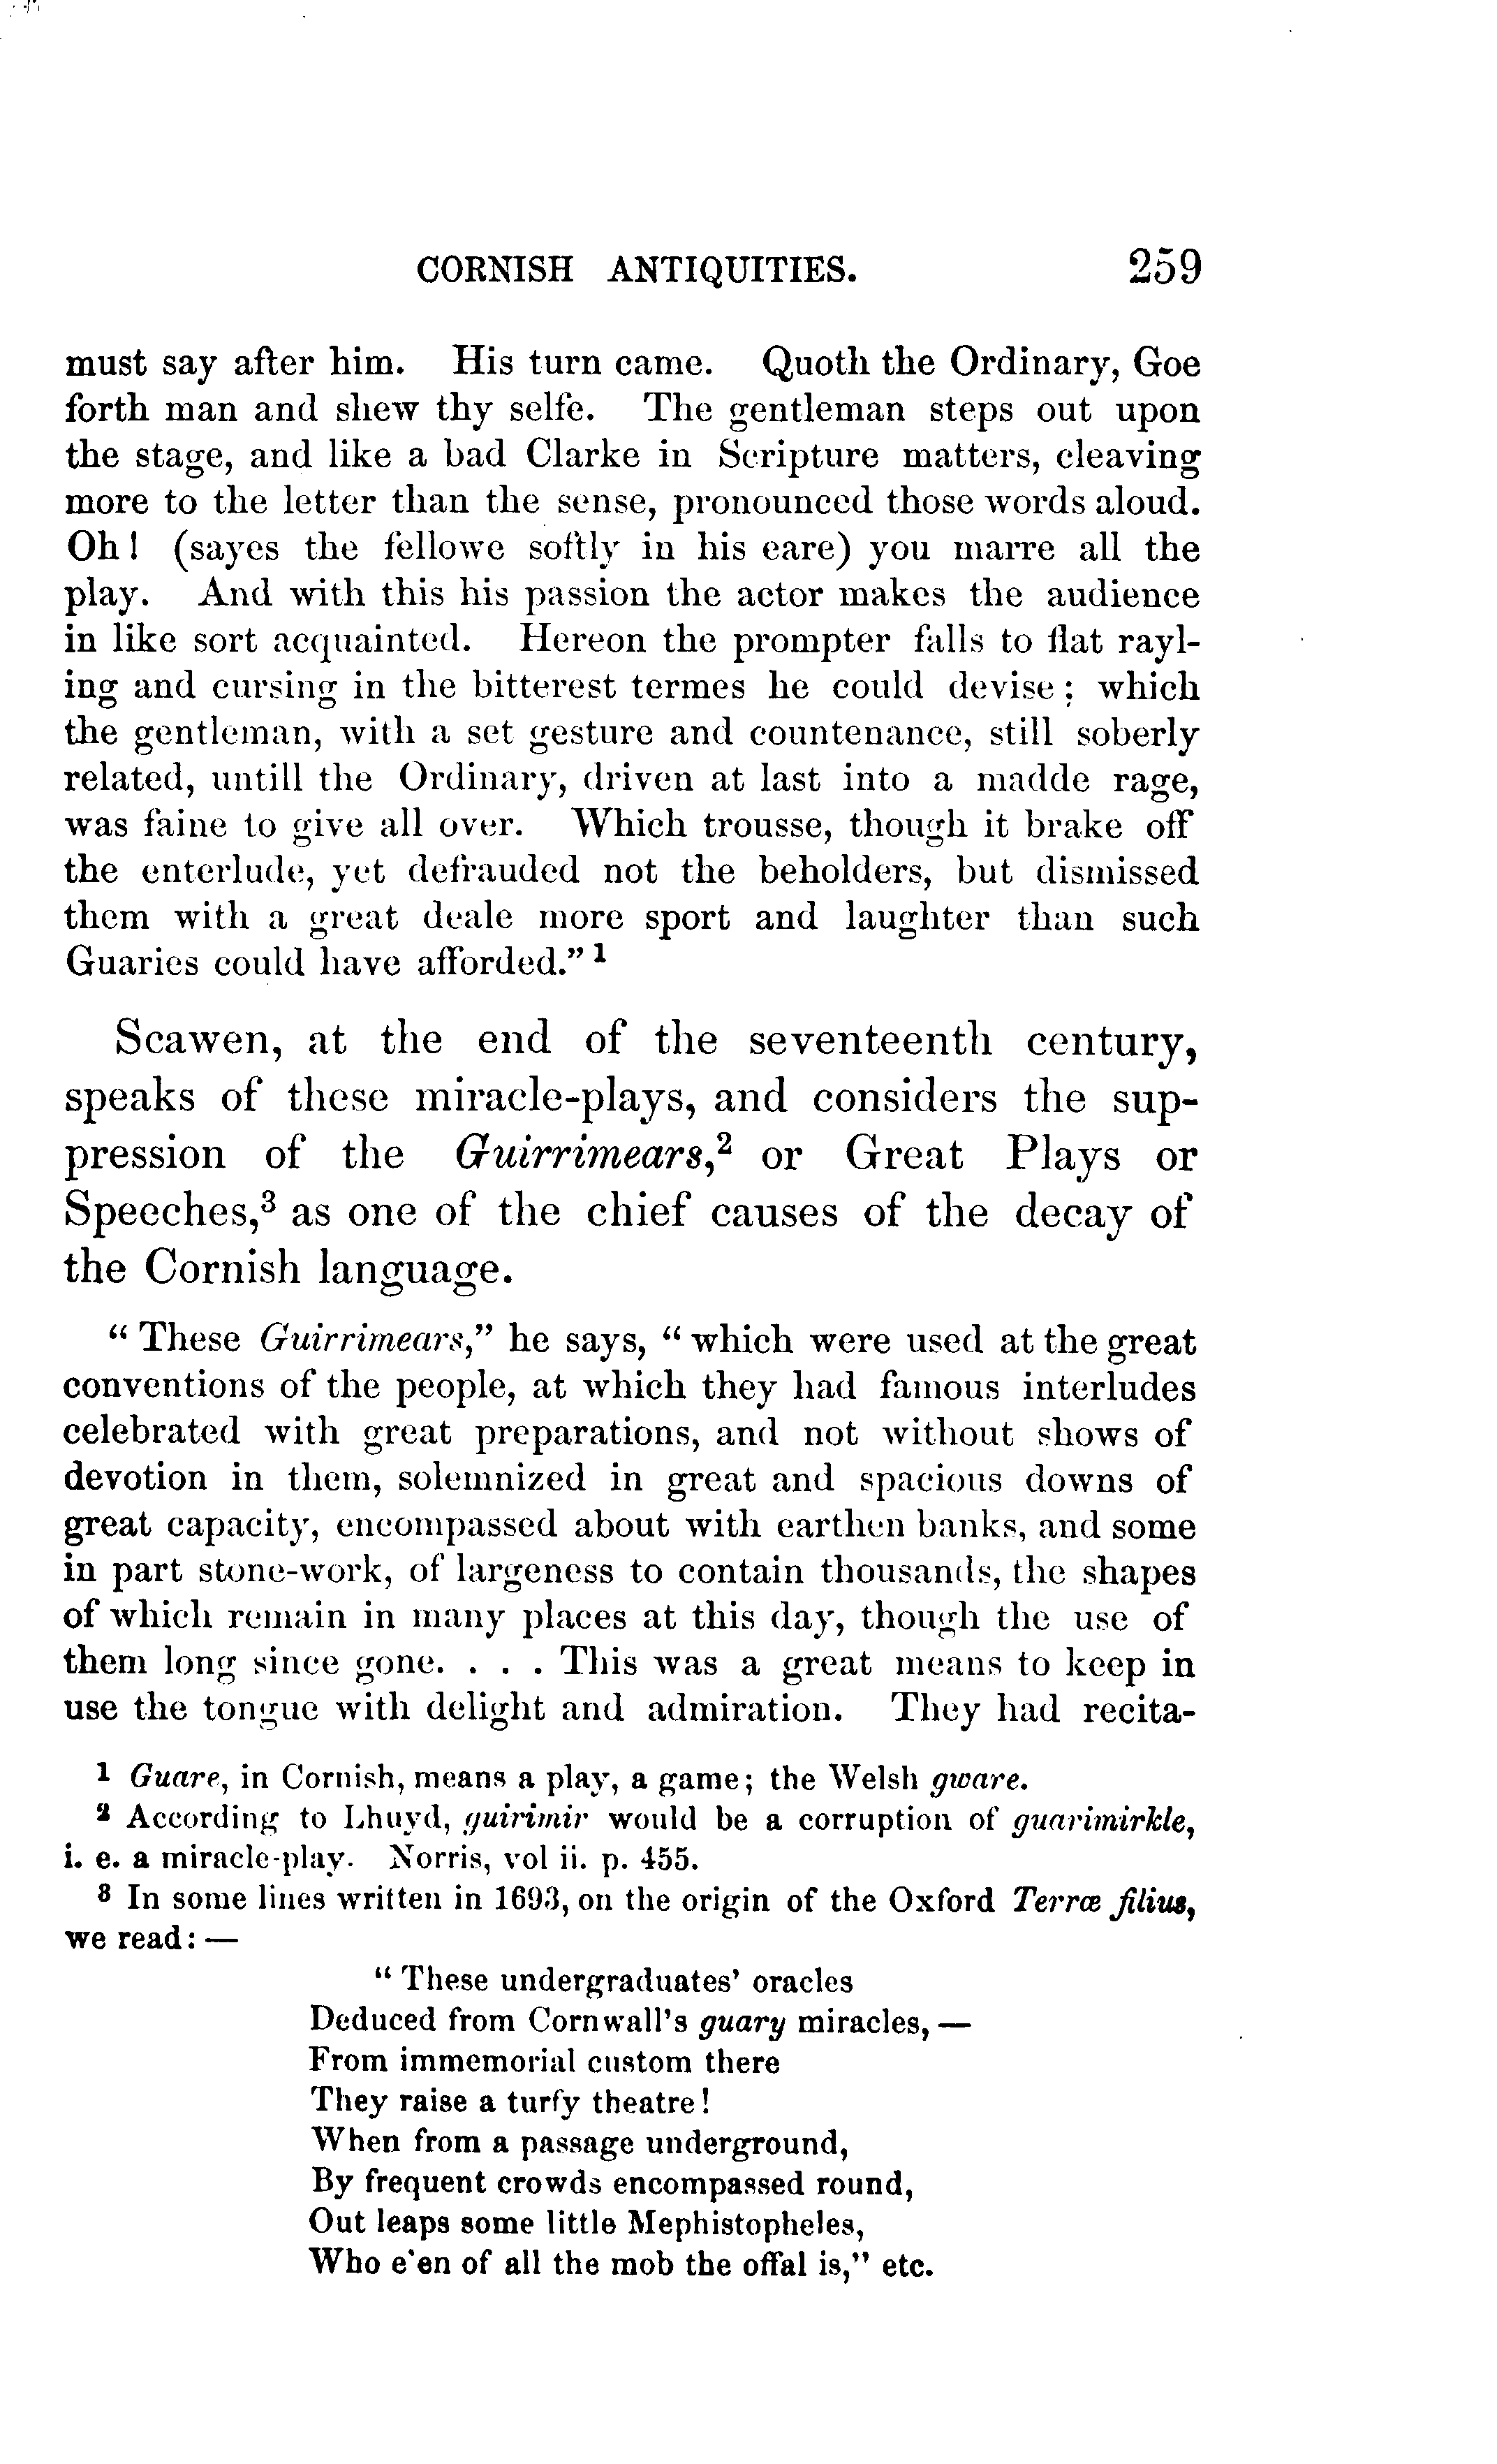 CORNISH ANTIQUITIES. 259
must say after him. His turn came. Quoth the Ordinary, Goe
forth man and shew thy selfe. The gentleman steps out upon
the stage, and like a bad Clarke in Scripture matters, cleaving
more to the letter than the sense, pronounced those words aloud.
Oh! (sayes the fellowe softly in his eare) you marre all the
play. And with this his passion the actor makes the audience
in like sort acquainted. Hereon the prompter falls to flat rayl-
ing and cursing in the bitterest termes he could devise; which
the gentleman, with a set gesture and countenance, still soberly
related, untill the Ordinary, driven at last into a madde rage,
was faine to give all over. Which trousse, though it brake off
the enterlude, yet defrauded not the beholders, but dismissed
them with a great deale more sport and laughter than such
Guaries could have afforded.” 1
Scawen, at the end of the seventeenth century,
speaks of these miracle-plays, and considers the sup-
pression of the Guirrimears,2 or Great Plays or
Speeches,3 as one of the chief causes of the decay of
the Cornish language.
“ These Guirrimears,” he says, “ which were used at the great
conventions of the people, at which they had famous interludes
celebrated with great preparations, and not without shows of
devotion in them, solemnized in great and spacious downs of
great capacity, encompassed about with earthen banks, and some
in part stone-work, of largeness to contain thousands, the shapes
of which remain in many places at this day, though the use of
them long since gone. . . . This was a great means to keep in
use the tongue with delight and admiration. They had recita-
1 Guare, in Cornish, means a play, a game; the Welsh gware.
2 According to Lhuyd, guirimir would be a corruption of guarimirkle,
i. e. a miracle-play. Norris, vol ii. p. 455.
3 In some lines written in 1693, on the origin of the Oxford Terræ filius,
we read: —
“ These undergraduates’ oracles
Deduced from Cornwall’s guary miracles, —
From immemorial custom there
They raise a turfy theatre!
When from a passage underground,
By frequent crowds encompassed round,
Out leaps some little Mephistopheles,
Who e’en of all the mob the offal is,” etc.